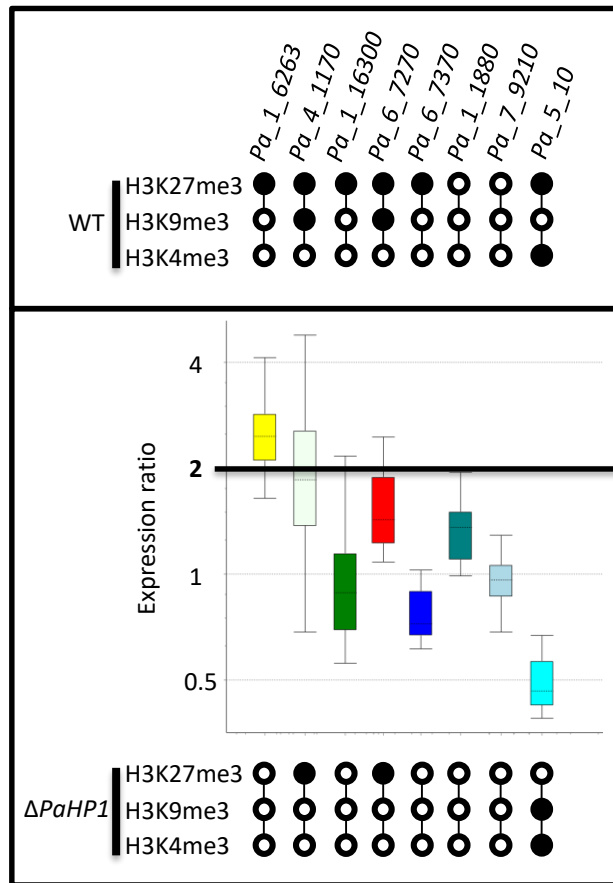 Pa_1_6263
Pa_4_1170
Pa_1_16300
Pa_6_7270
Pa_6_7370
Pa_1_1880
Pa_7_9210
Pa_5_10
WT
H3K27me3
H3K9me3
H3K4me3
Expression ratio
4
2
1
0.5
ΔPaHP1
H3K27me3
H3K9me3
H3K4me3